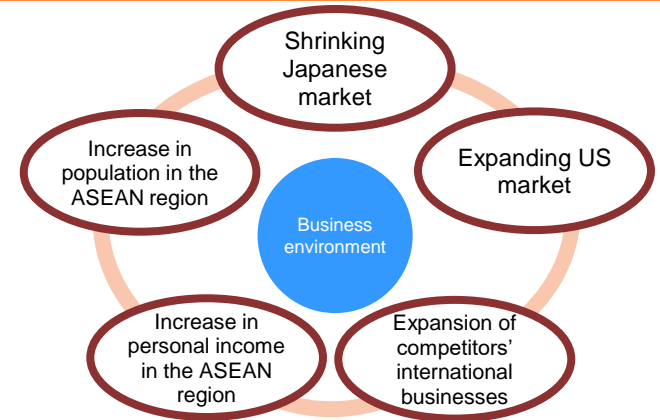 Shrinking
Japanese
market
Increase in
population in the
ASEAN region
Expanding US
market
Business
environment
Increase in
personal income
in the ASEAN
region
Expansion of
competitors’
international
businesses